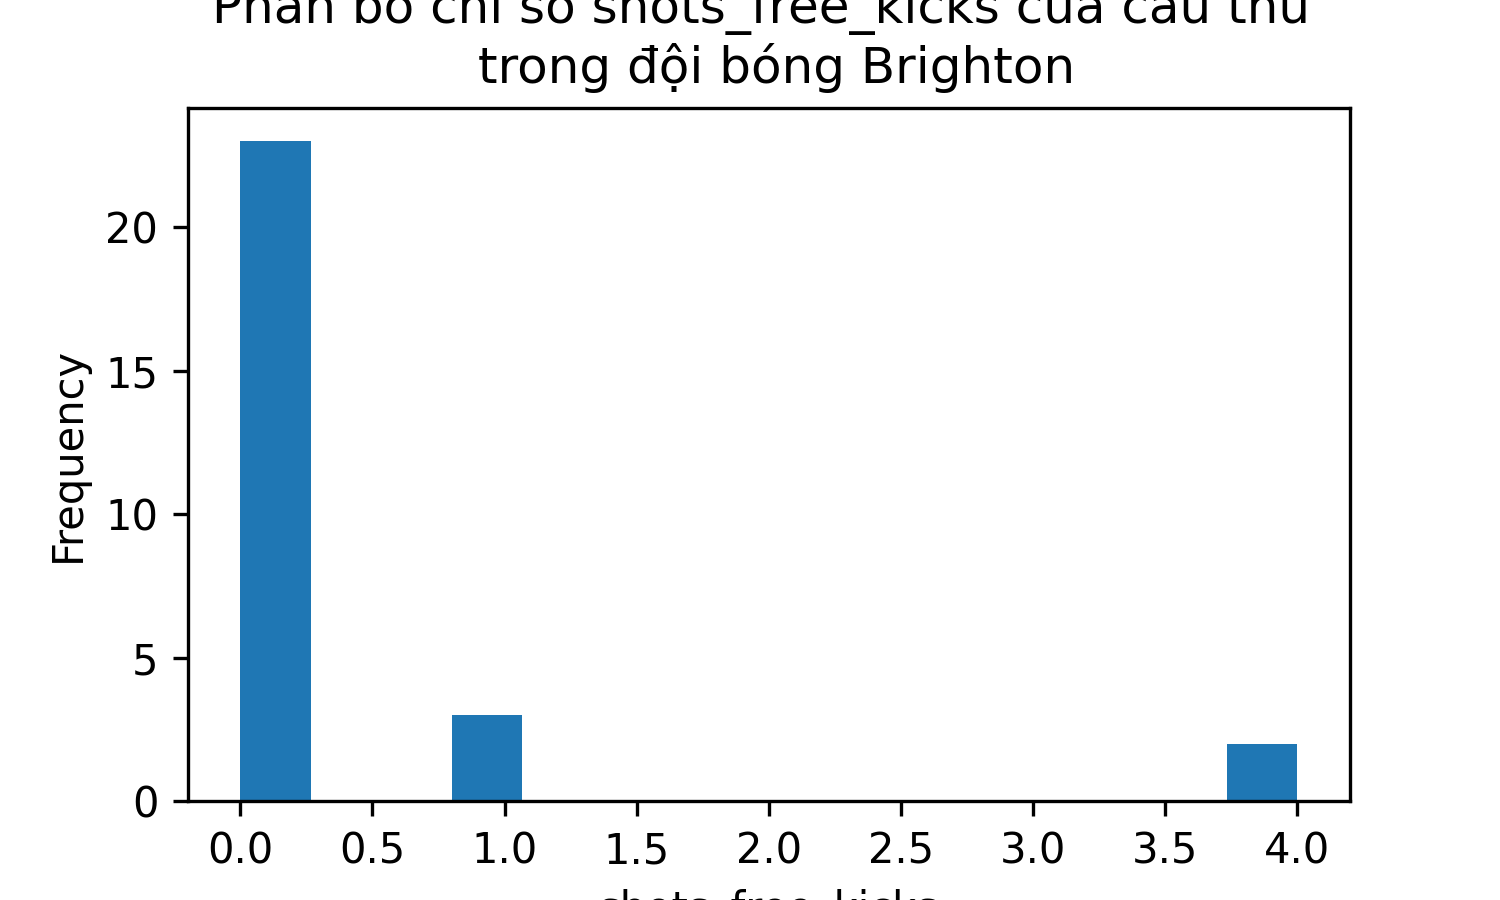 Phân bố chỉ số shots_free_kicks của cầu thủ
trong đội bóng Brighton
Frequency
20
15
10
5
0
0.0 0.5 1.0 1.5 2.0 2.5 3.0 3.5 4.0
shots_free_kicks